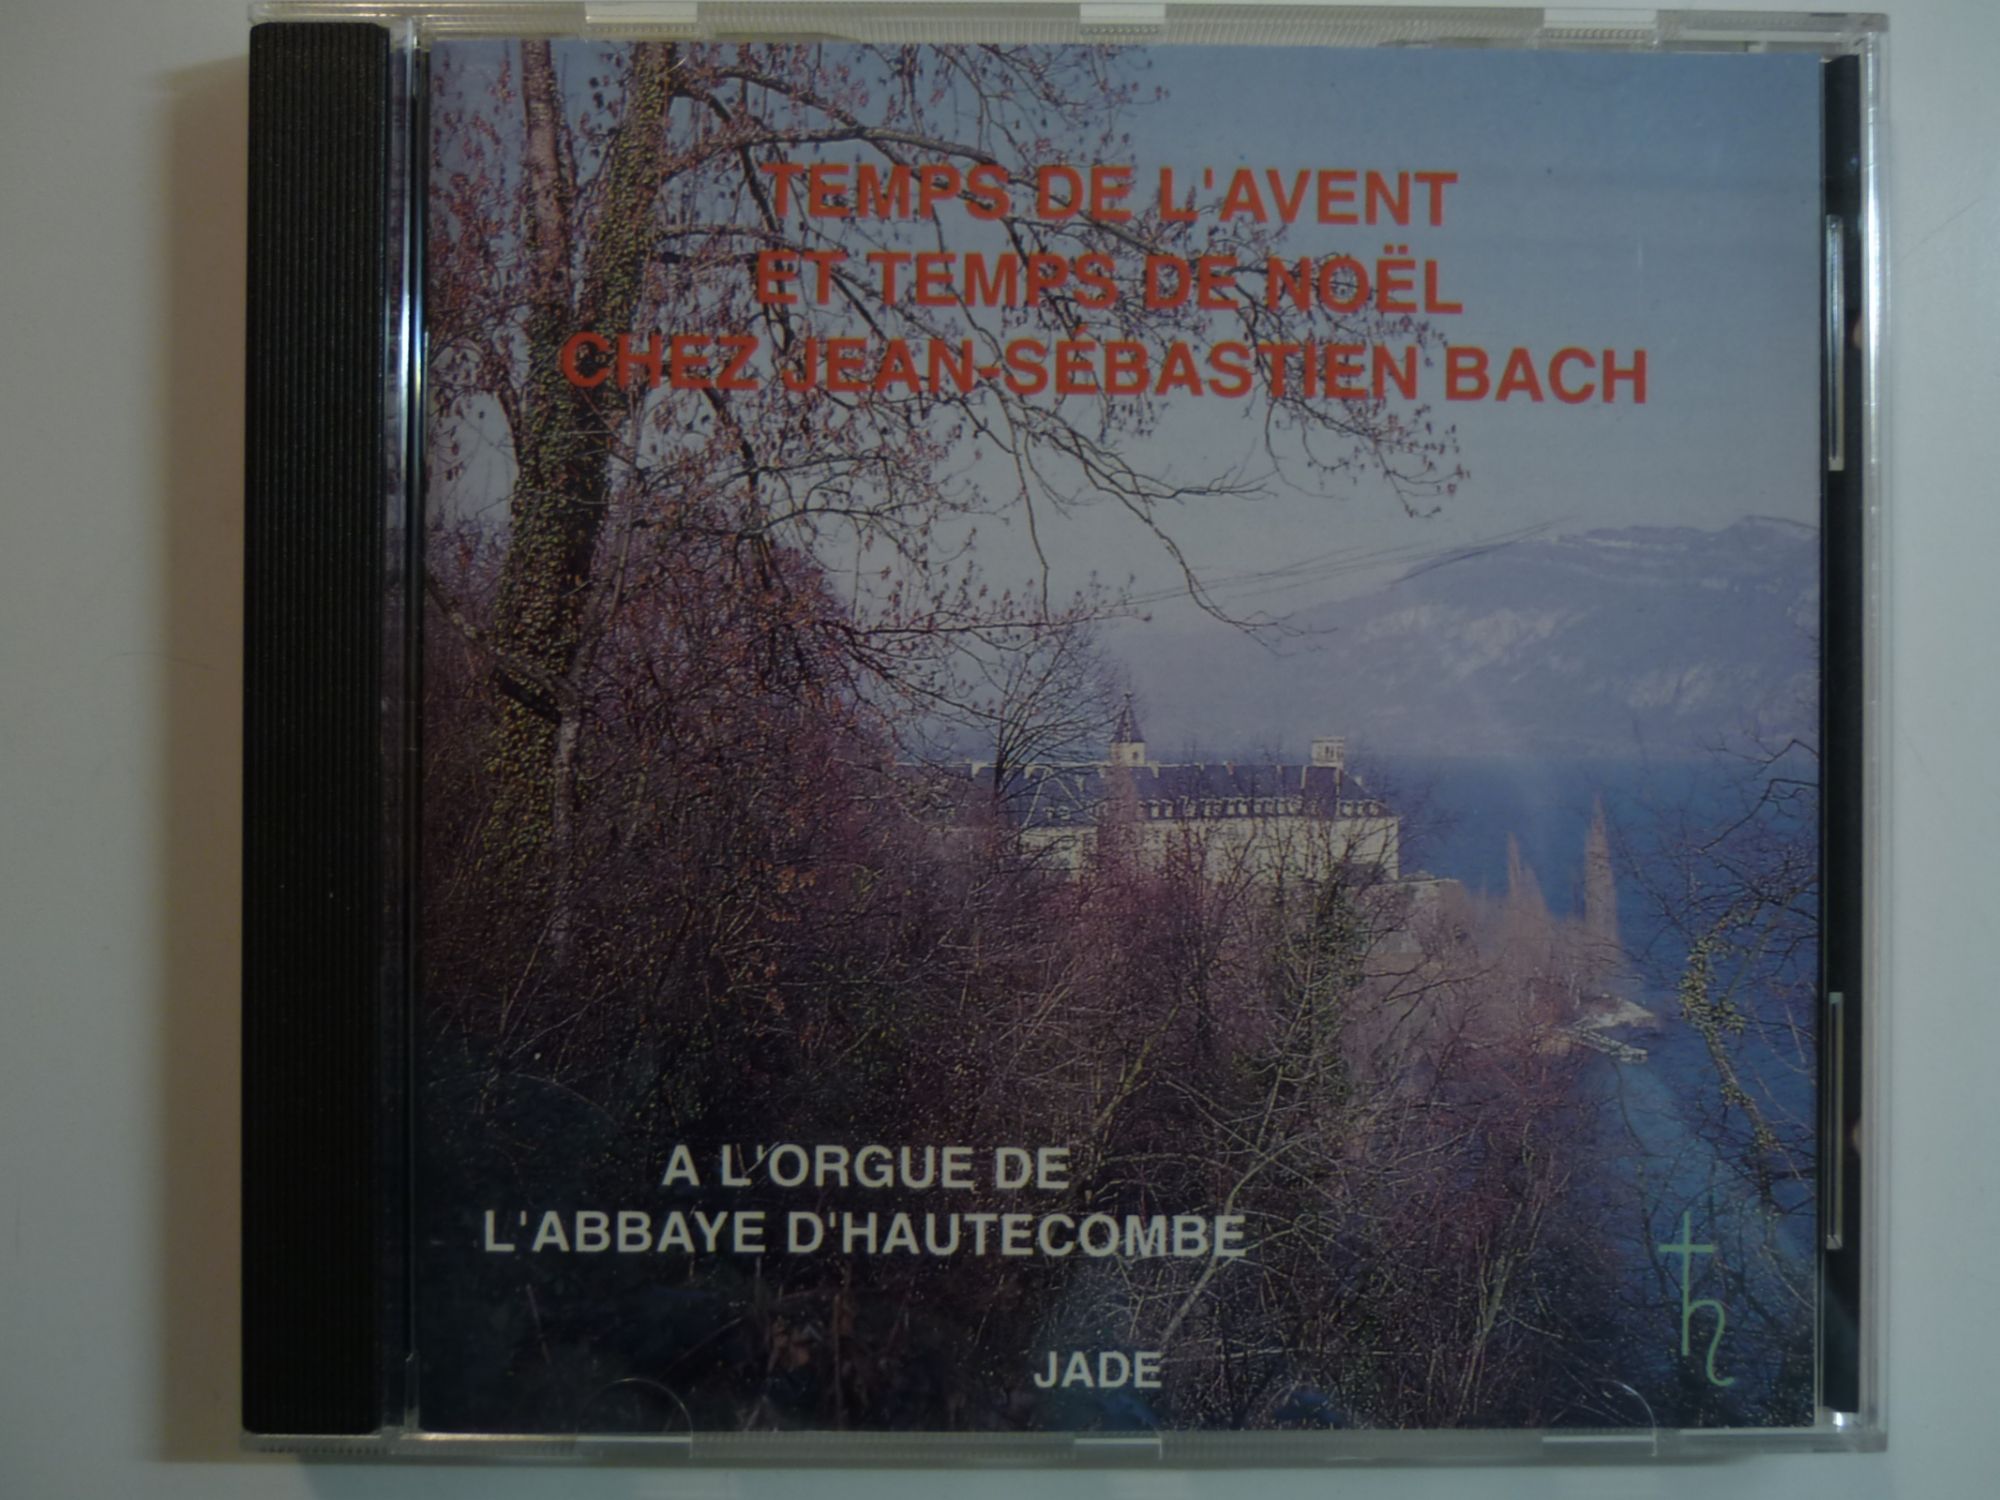 TEMPS DE L'AVENT
ET TEMPS DE NOËL
CHEZ JEAN-SÉBASTIEN BACH
A L'ORGUE DE
L'ABBAYE D'HAUTECOMBE
JADE